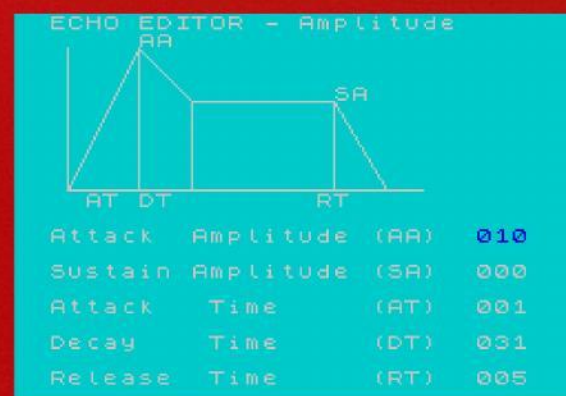 ECHO EDITOR - Amplitude
AA
SA
AT DT RT
Attack Amplitude (AA) 010
Sustain Amplitude (SA) 000
Attack Time (AT) 001
Decay Time (DT) 031
Release Time (RT) 005